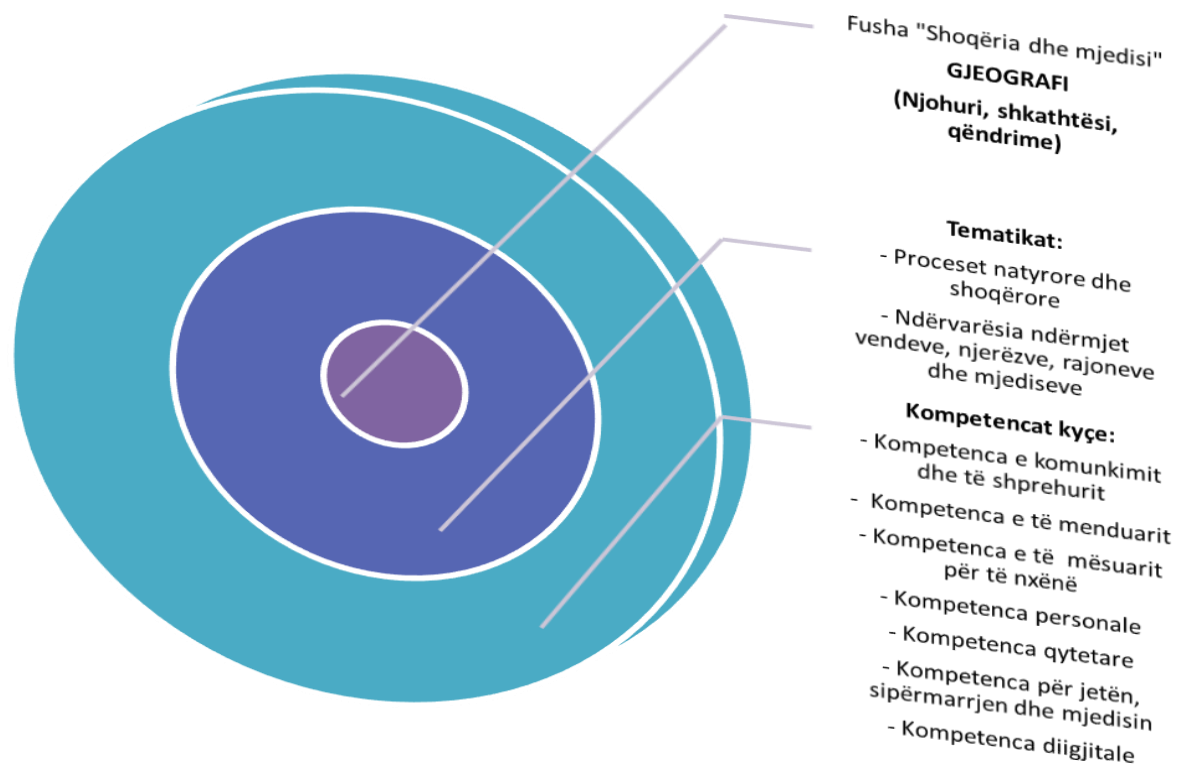 Fusha "Shoqëria dhe mjedisi"
GJEOGRAFI
(Njohuri, shkathtësi,
qëndrime)
Tematikat:
- Proceset natyrore dhe
shoqërore
- Ndërvarësia ndërmjet
vendeve, njerëzve, rajoneve
dhe mjediseve
Kompetencat kyçe:
- Kompetenca e komunkimit
dhe të shprehurit
- Kompetenca e të menduarit
- Kompetenca e të mësuarit
për të nxënë
- Kompetenca personale
- Kompetenca qytetare
- Kompetenca për jetën,
sipërmarrjen dhe mjedisin
- Kompetenca diigjitale